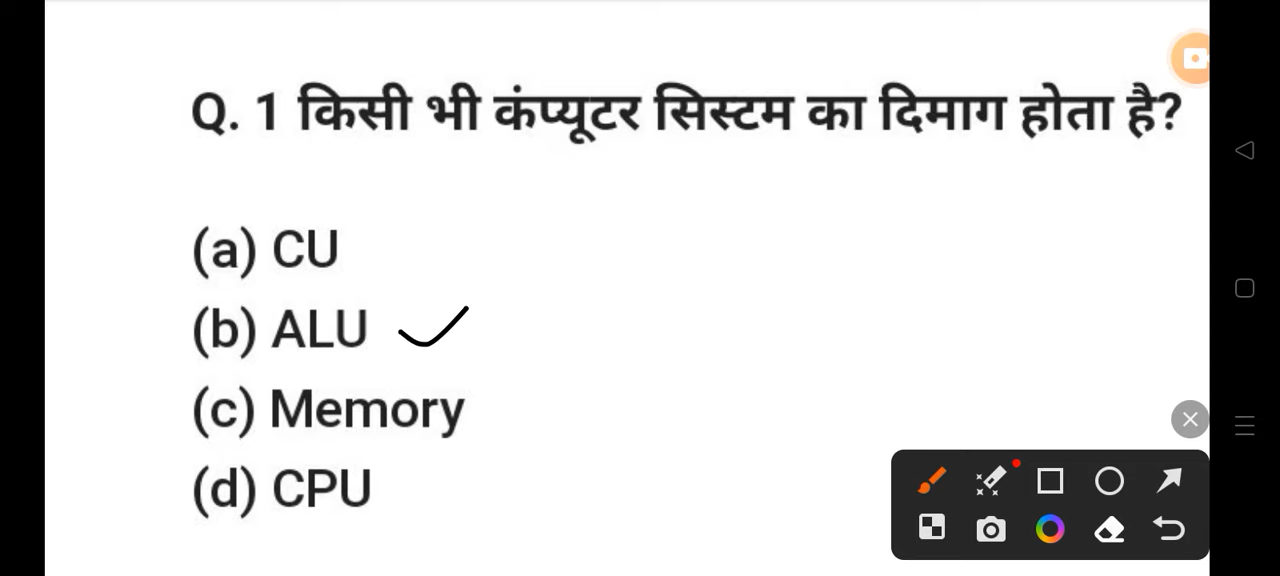 Q. 1 किसी भी कंप्यूटर सिस्टम का दिमाग होता है?
(a) CU
(b) ALU
(c) Memory
(d) CPU